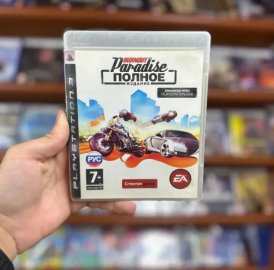 BURNOUT
Paradise
ПОЛНОЕ
ИЗДАНИЕ
PLAYSTATION 3
РУС
7+
Criterion
EA